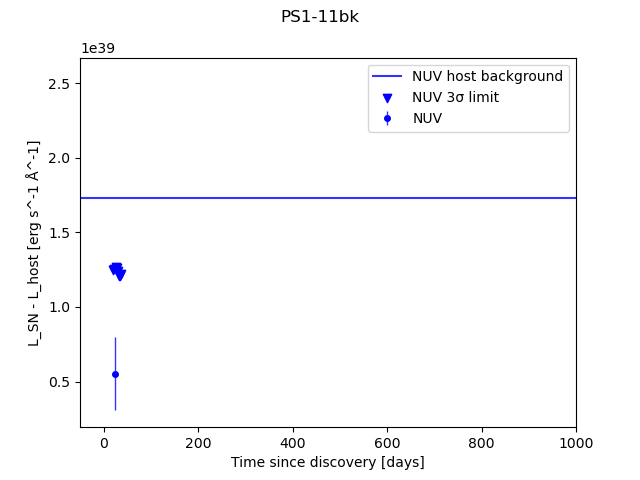 PS1-11bk
1e39
NUV host background
NUV 3σ limit
NUV
2.5
2.0
1.5
1.0
0.5
L_SN - L_host [erg s^-1 Å^-1]
0
200
400
600
800
1000
Time since discovery [days]